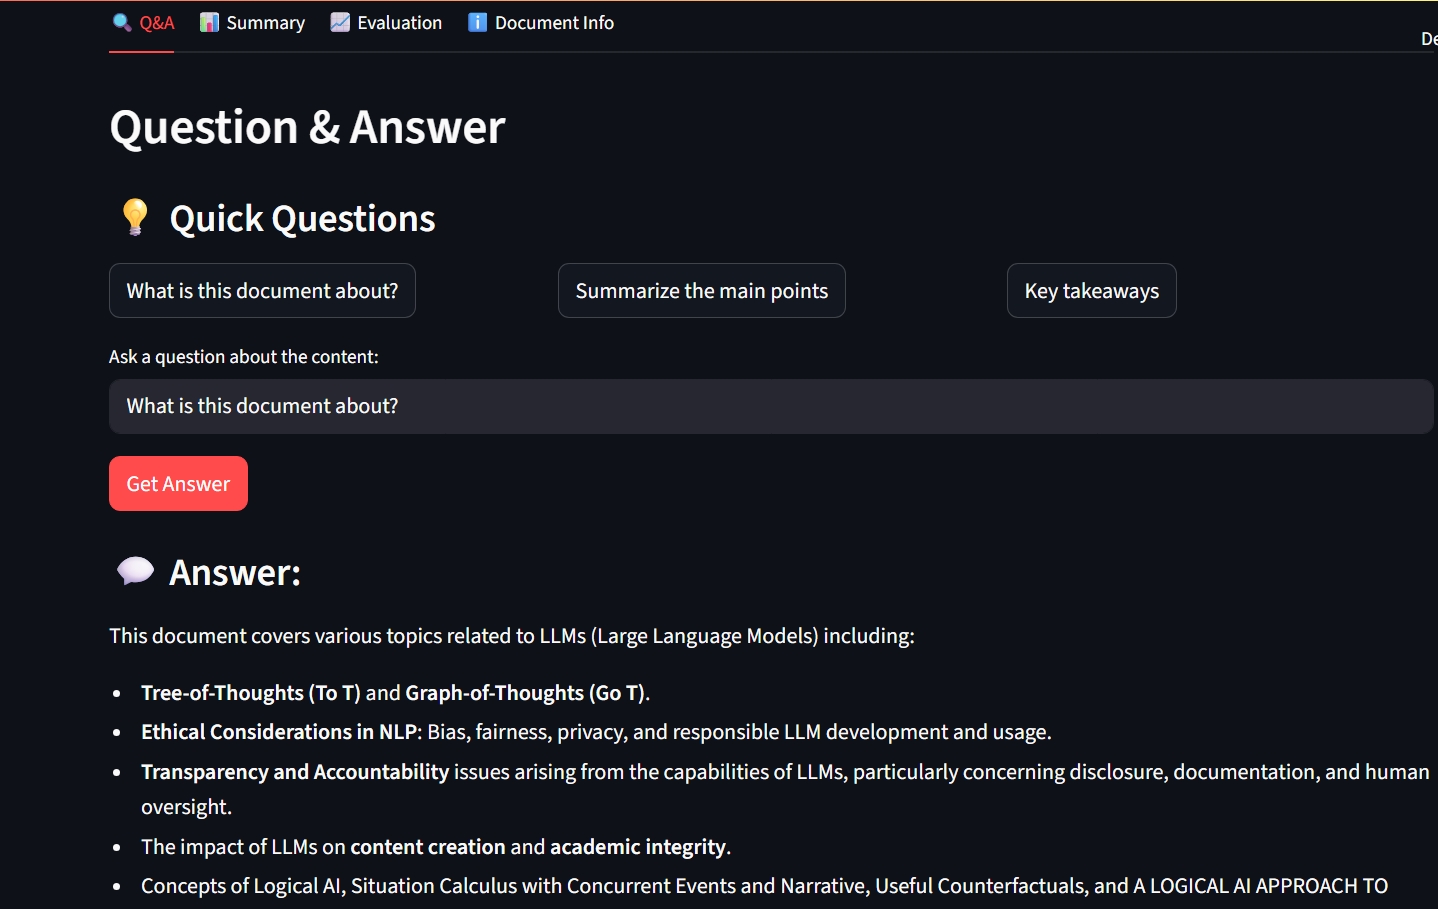 Q&A Summary Evaluation Document Info
De
Question & Answer
Quick Questions
What is this document about? Summarize the main points Key takeaways
Ask a question about the content:
What is this document about?
Get Answer
Answer:
This document covers various topics related to LLMs (Large Language Models) including:
Tree-of-Thoughts (To T) and Graph-of-Thoughts (Go T).
Ethical Considerations in NLP: Bias, fairness, privacy, and responsible LLM development and usage.
Transparency and Accountability issues arising from the capabilities of LLMs, particularly concerning disclosure, documentation, and human
oversight.
The impact of LLMs on content creation and academic integrity.
Concepts of Logical AI, Situation Calculus with Concurrent Events and Narrative, Useful Counterfactuals, and A LOGICAL AI APPROACH TO